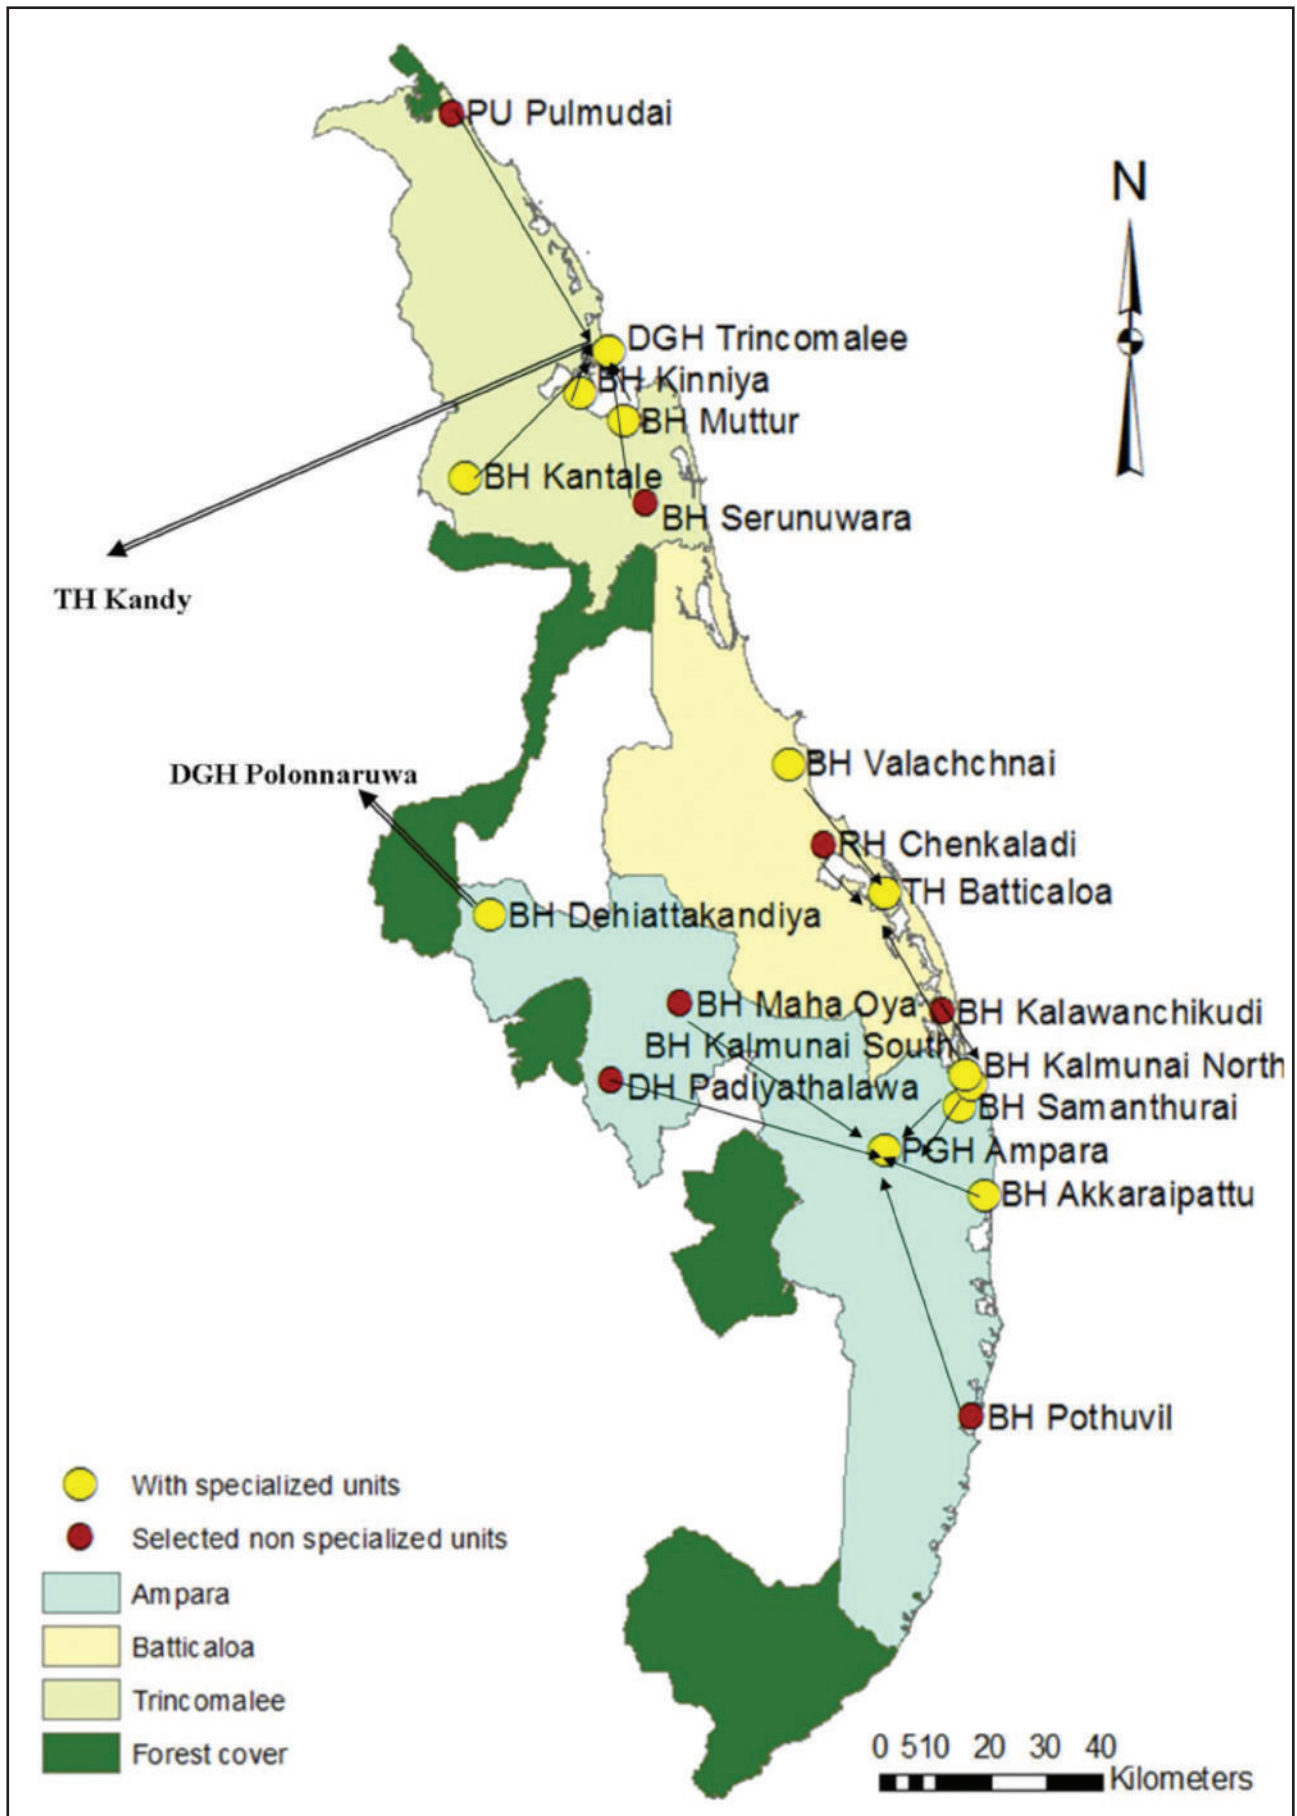 PU Pulmudai
N
DGH Trincomalee
BH Kinniya
BH Muttur
BH Kantale
BH Serunuwara
TH Kandy
DGH Polonnaruwa
BH Valachchnai
RH Chenkaladi
TH Batticaloa
BH Dehiattakandiya
BH Maha Oya
BH Kalawanchikudi
BH Kalmunai South
BH Kalmunai North
DH Padiyathalawa
BH Samanthurai
PGH Ampara
BH Akkaraipattu
BH Pothuvil
With specialized units
Selected non specialized units
Ampara
Batticaloa
Trincomalee
Forest cover
0 510 20 30 40
Kilometers